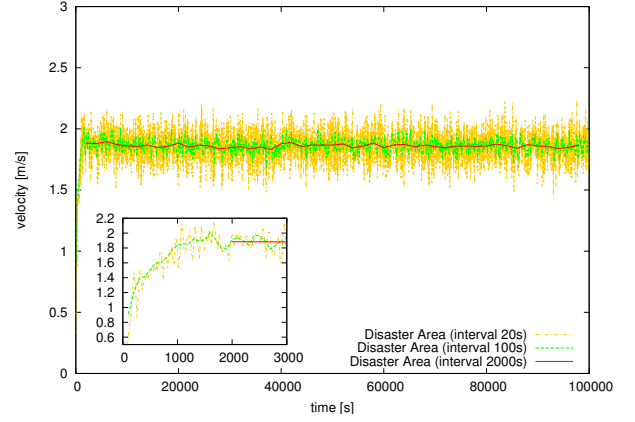 3
2.5
2
1.5
1
0.5
0
velocity [m/s]
2.2
2
1.8
1.6
1.4
1.2
1
0.8
0.6
0 1000 2000 3000
Disaster Area (interval 20s)
Disaster Area (interval 100s)
Disaster Area (interval 2000s)
0 20000 40000 60000 80000 100000
time [s]